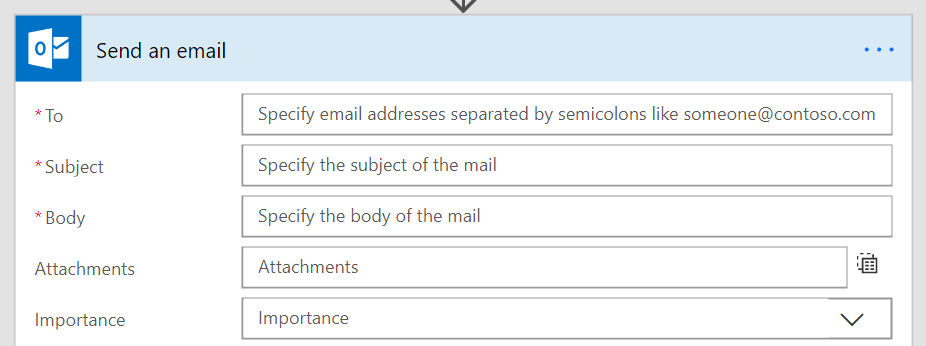 Send an email
* To
Specify email addresses separated by semicolons like someone@contoso.com
* Subject
Specify the subject of the mail
* Body
Specify the body of the mail
Attachments
Attachments
Importance
Importance